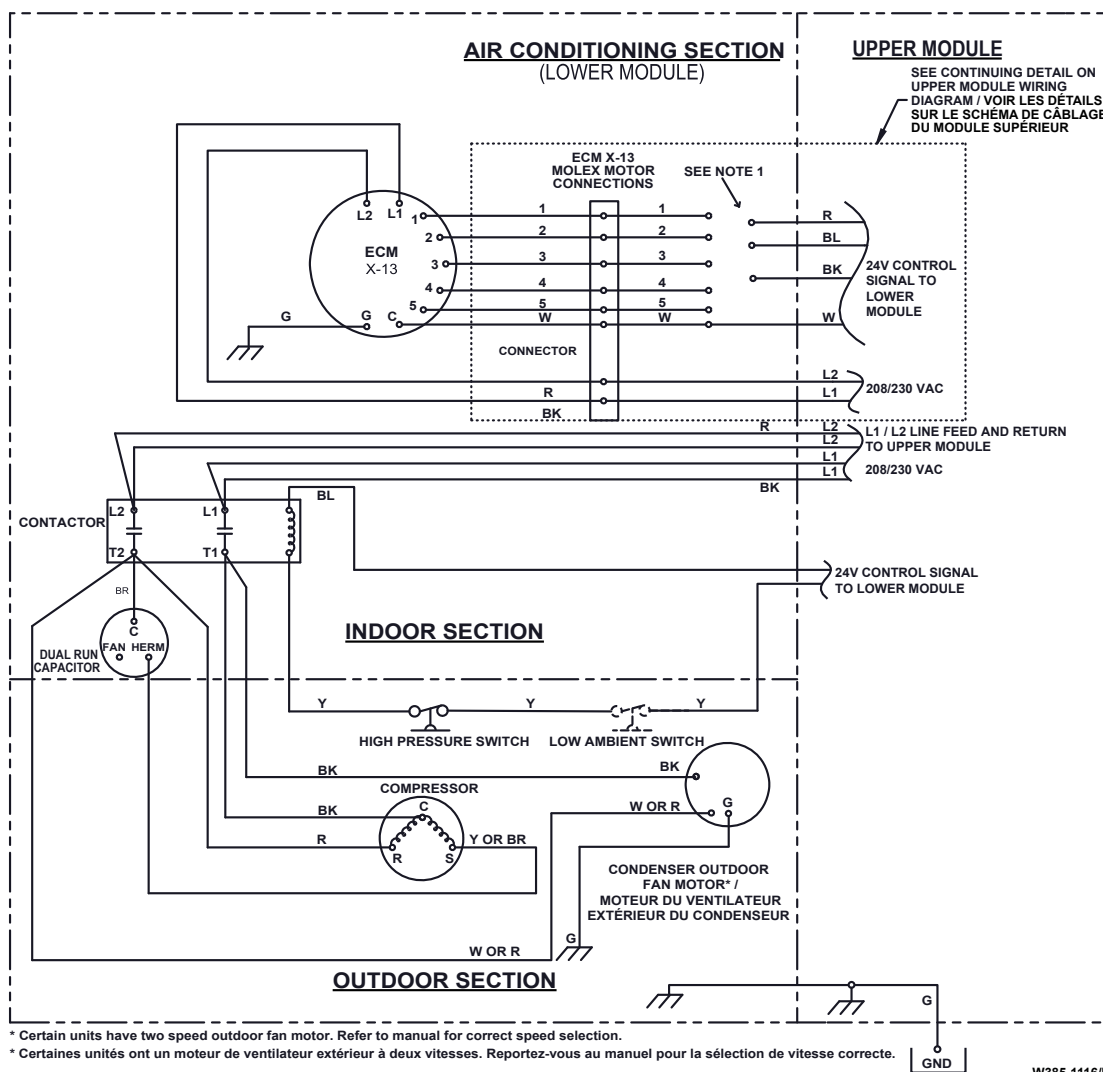 AIR CONDITIONING SECTION
(LOWER MODULE)
UPPER MODULE
SEE CONTINUING DETAIL ON
UPPER MODULE WIRING
DIAGRAM / VOIR LES DÉTAILS
SUR LE SCHÉMA DE CÂBLAGE
DU MODULE SUPÉRIEUR
ECM X-13
MOLEX MOTOR
CONNECTIONS
SEE NOTE 1
L2 L1
ECM
X-13
1
2
3
4
5
G C
G
1 1
2 2
3 3
4 4
5 5
W W
R
BL
BK
W
24V CONTROL
SIGNAL TO
LOWER
MODULE
CONNECTOR
R
BK
L2
L1
208/230 VAC
R
L2
L2
L1
L1
BK
L1 / L2 LINE FEED AND RETURN
TO UPPER MODULE
208/230 VAC
BL
CONTACTOR
L2 L1
T2 T1
BR
24V CONTROL SIGNAL
TO LOWER MODULE
C
FAN HERM
DUAL RUN
CAPACITOR
INDOOR SECTION
Y Y Y
HIGH PRESSURE SWITCH
LOW AMBIENT SWITCH
BK BK
COMPRESSOR
BK C
R R S Y OR BR
W OR R G
CONDENSER OUTDOOR
FAN MOTOR* /
MOTEUR DU VENTILATEUR
EXTÉRIEUR DU CONDENSEUR
G
W OR R
OUTDOOR SECTION
G
GND
* Certain units have two speed outdoor fan motor. Refer to manual for correct speed selection.
* Certaines unités ont un moteur de ventilateur extérieur à deux vitesses. Reportez-vous au manuel pour la sélection de vitesse correcte.